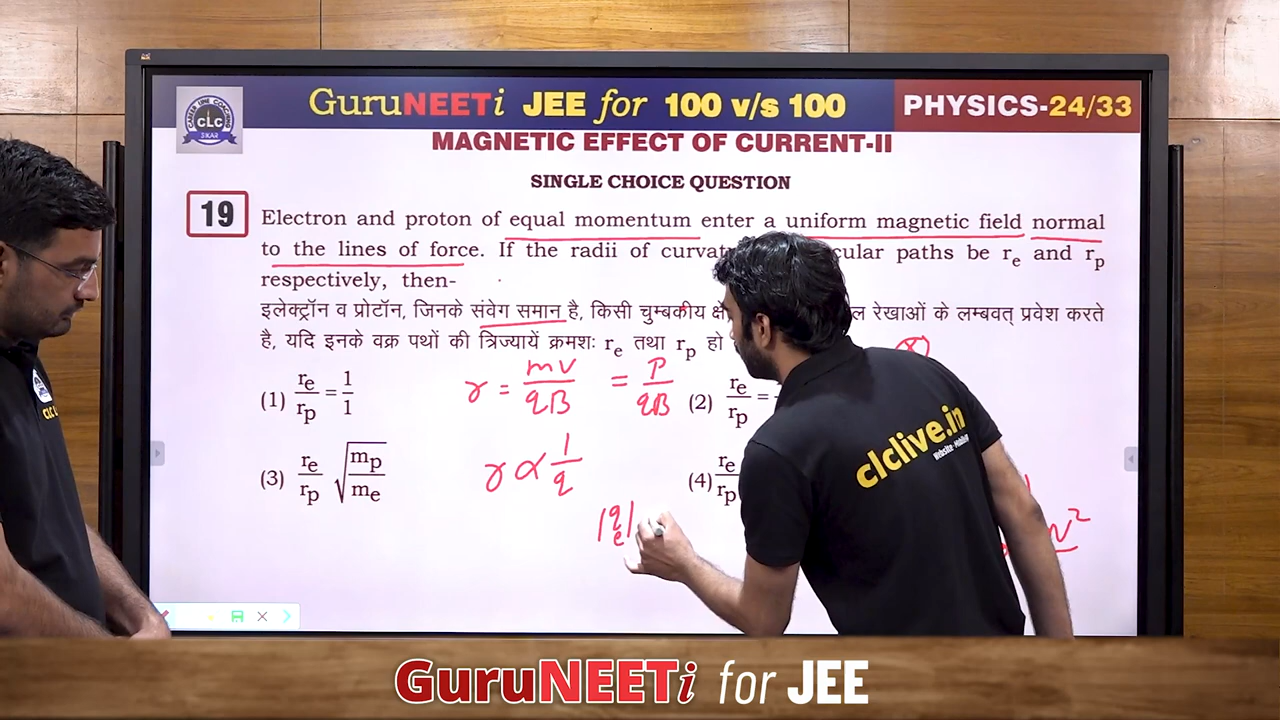 GuruNEETi JEE for 100 v/s 100
PHYSICS-24/33
CLC
SIKAR
MAGNETIC EFFECT OF CURRENT-II
SINGLE CHOICE QUESTION
19
Electron and proton of equal momentum enter a uniform magnetic field normal
to the lines of force. If the radii of cular paths be re and rp
respectively, then-
इलेक्ट्रॉन व प्रोटॉन, जिनके संवेग समान है, किसी चुम्बकीय रेखाओं के लम्बवत् प्रवेश करते
है, यदि इनके वक्र पथों की त्रिज्यायें क्रमशः re तथा rp हो
(1) re/rp = 1/1
r = mv/qB = P/qB
(2) re/rp =
(3) re/rp √mp/me
r ∝ 1/q
(4) re/rp
|qe|
clclive.in
GuruNEETi for JEE